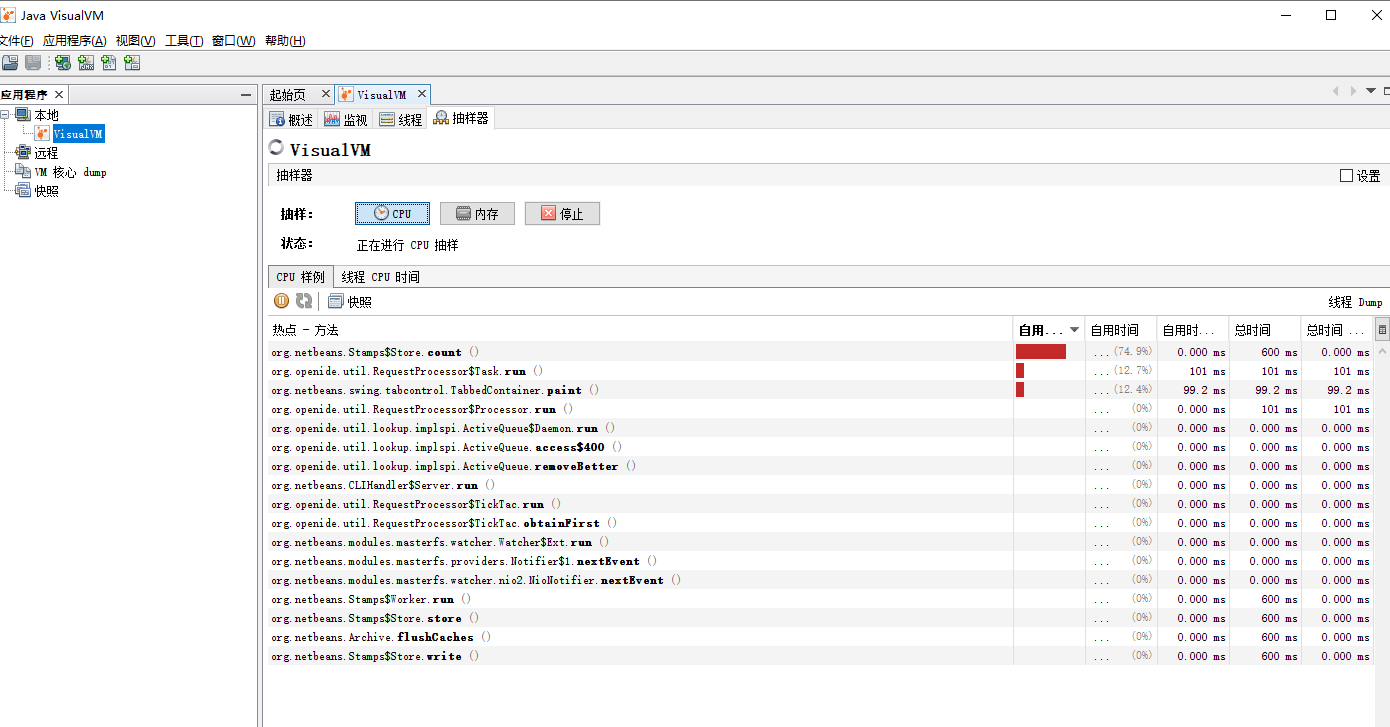 Java VisualVM
文件(F) 应用程序(A) 视图(V) 工具(T) 窗口(W) 帮助(H)
应用程序
本地
VisualVM
远程
VM 核心 dump
快照
起始页 VisualVM
概述 监视 线程 抽样器
VisualVM
抽样器 设置
抽样: CPU 内存 停止
状态: 正在进行 CPU 抽样
CPU 样例 线程 CPU 时间
快照 线程 Dump
热点 - 方法 自用... 自用时间 自用时... 总时间 总时间 ...
org.netbeans.Stamps$Store.count () ... (74.9%) 0.000 ms 600 ms 0.000 ms
org.openide.util.RequestProcessor$Task.run () ... (12.7%) 101 ms 101 ms 101 ms
org.netbeans.swing.tabcontrol.TabbedContainer.paint () ... (12.4%) 99.2 ms 99.2 ms 99.2 ms
org.openide.util.RequestProcessor$Processor.run () ... (0%) 0.000 ms 101 ms 101 ms
org.openide.util.lookup.implspi.ActiveQueue$Daemon.run () ... (0%) 0.000 ms 0.000 ms 0.000 ms
org.openide.util.lookup.implspi.ActiveQueue.access$400 () ... (0%) 0.000 ms 0.000 ms 0.000 ms
org.openide.util.lookup.implspi.ActiveQueue.removeBetter () ... (0%) 0.000 ms 0.000 ms 0.000 ms
org.netbeans.CLIHandler$Server.run () ... (0%) 0.000 ms 0.000 ms 0.000 ms
org.openide.util.RequestProcessor$TickTac.run () ... (0%) 0.000 ms 0.000 ms 0.000 ms
org.openide.util.RequestProcessor$TickTac.obtainFirst () ... (0%) 0.000 ms 0.000 ms 0.000 ms
org.netbeans.modules.masterfs.watcher.Watcher$Ext.run () ... (0%) 0.000 ms 0.000 ms 0.000 ms
org.netbeans.modules.masterfs.providers.Notifier$1.nextEvent () ... (0%) 0.000 ms 0.000 ms 0.000 ms
org.netbeans.modules.masterfs.watcher.nio2.NioNotifier.nextEvent () ... (0%) 0.000 ms 0.000 ms 0.000 ms
org.netbeans.Stamps$Worker.run () ... (0%) 0.000 ms 600 ms 0.000 ms
org.netbeans.Stamps$Store.store () ... (0%) 0.000 ms 600 ms 0.000 ms
org.netbeans.Archive.flushCaches () ... (0%) 0.000 ms 600 ms 0.000 ms
org.netbeans.Stamps$Store.write () ... (0%) 0.000 ms 600 ms 0.000 ms